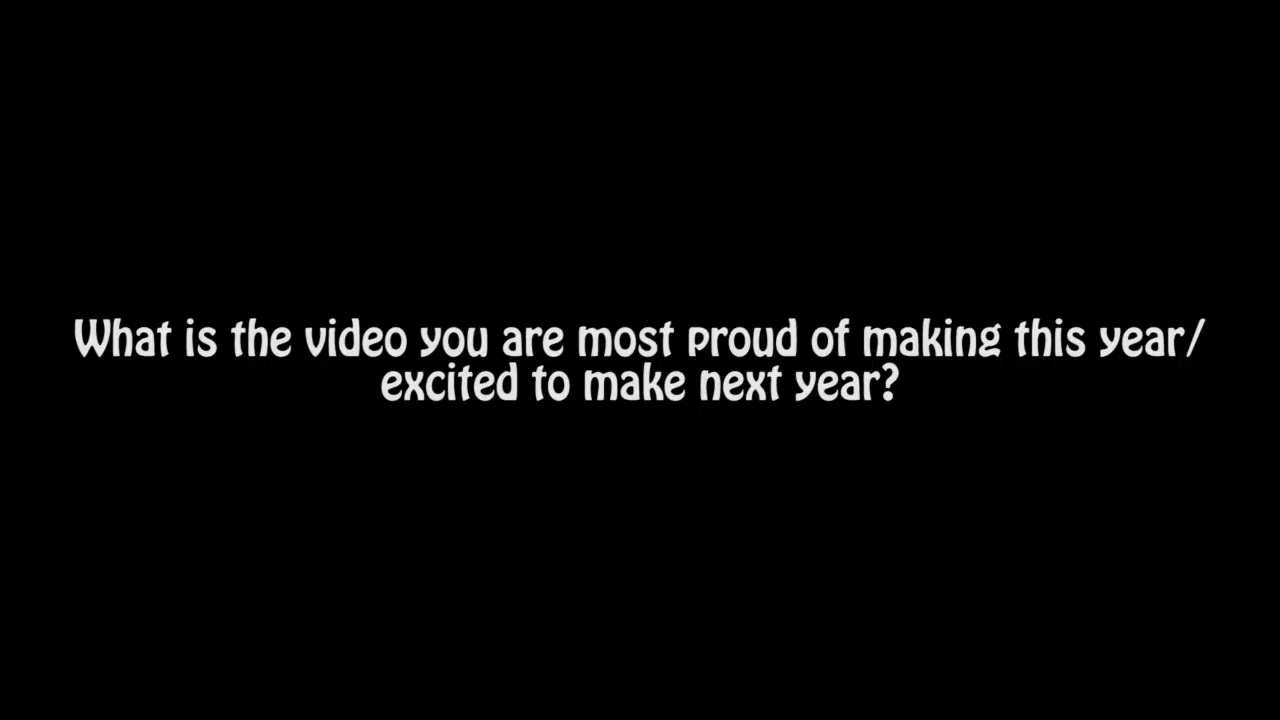 What is the video you are most proud of making this year/
excited to make next year?